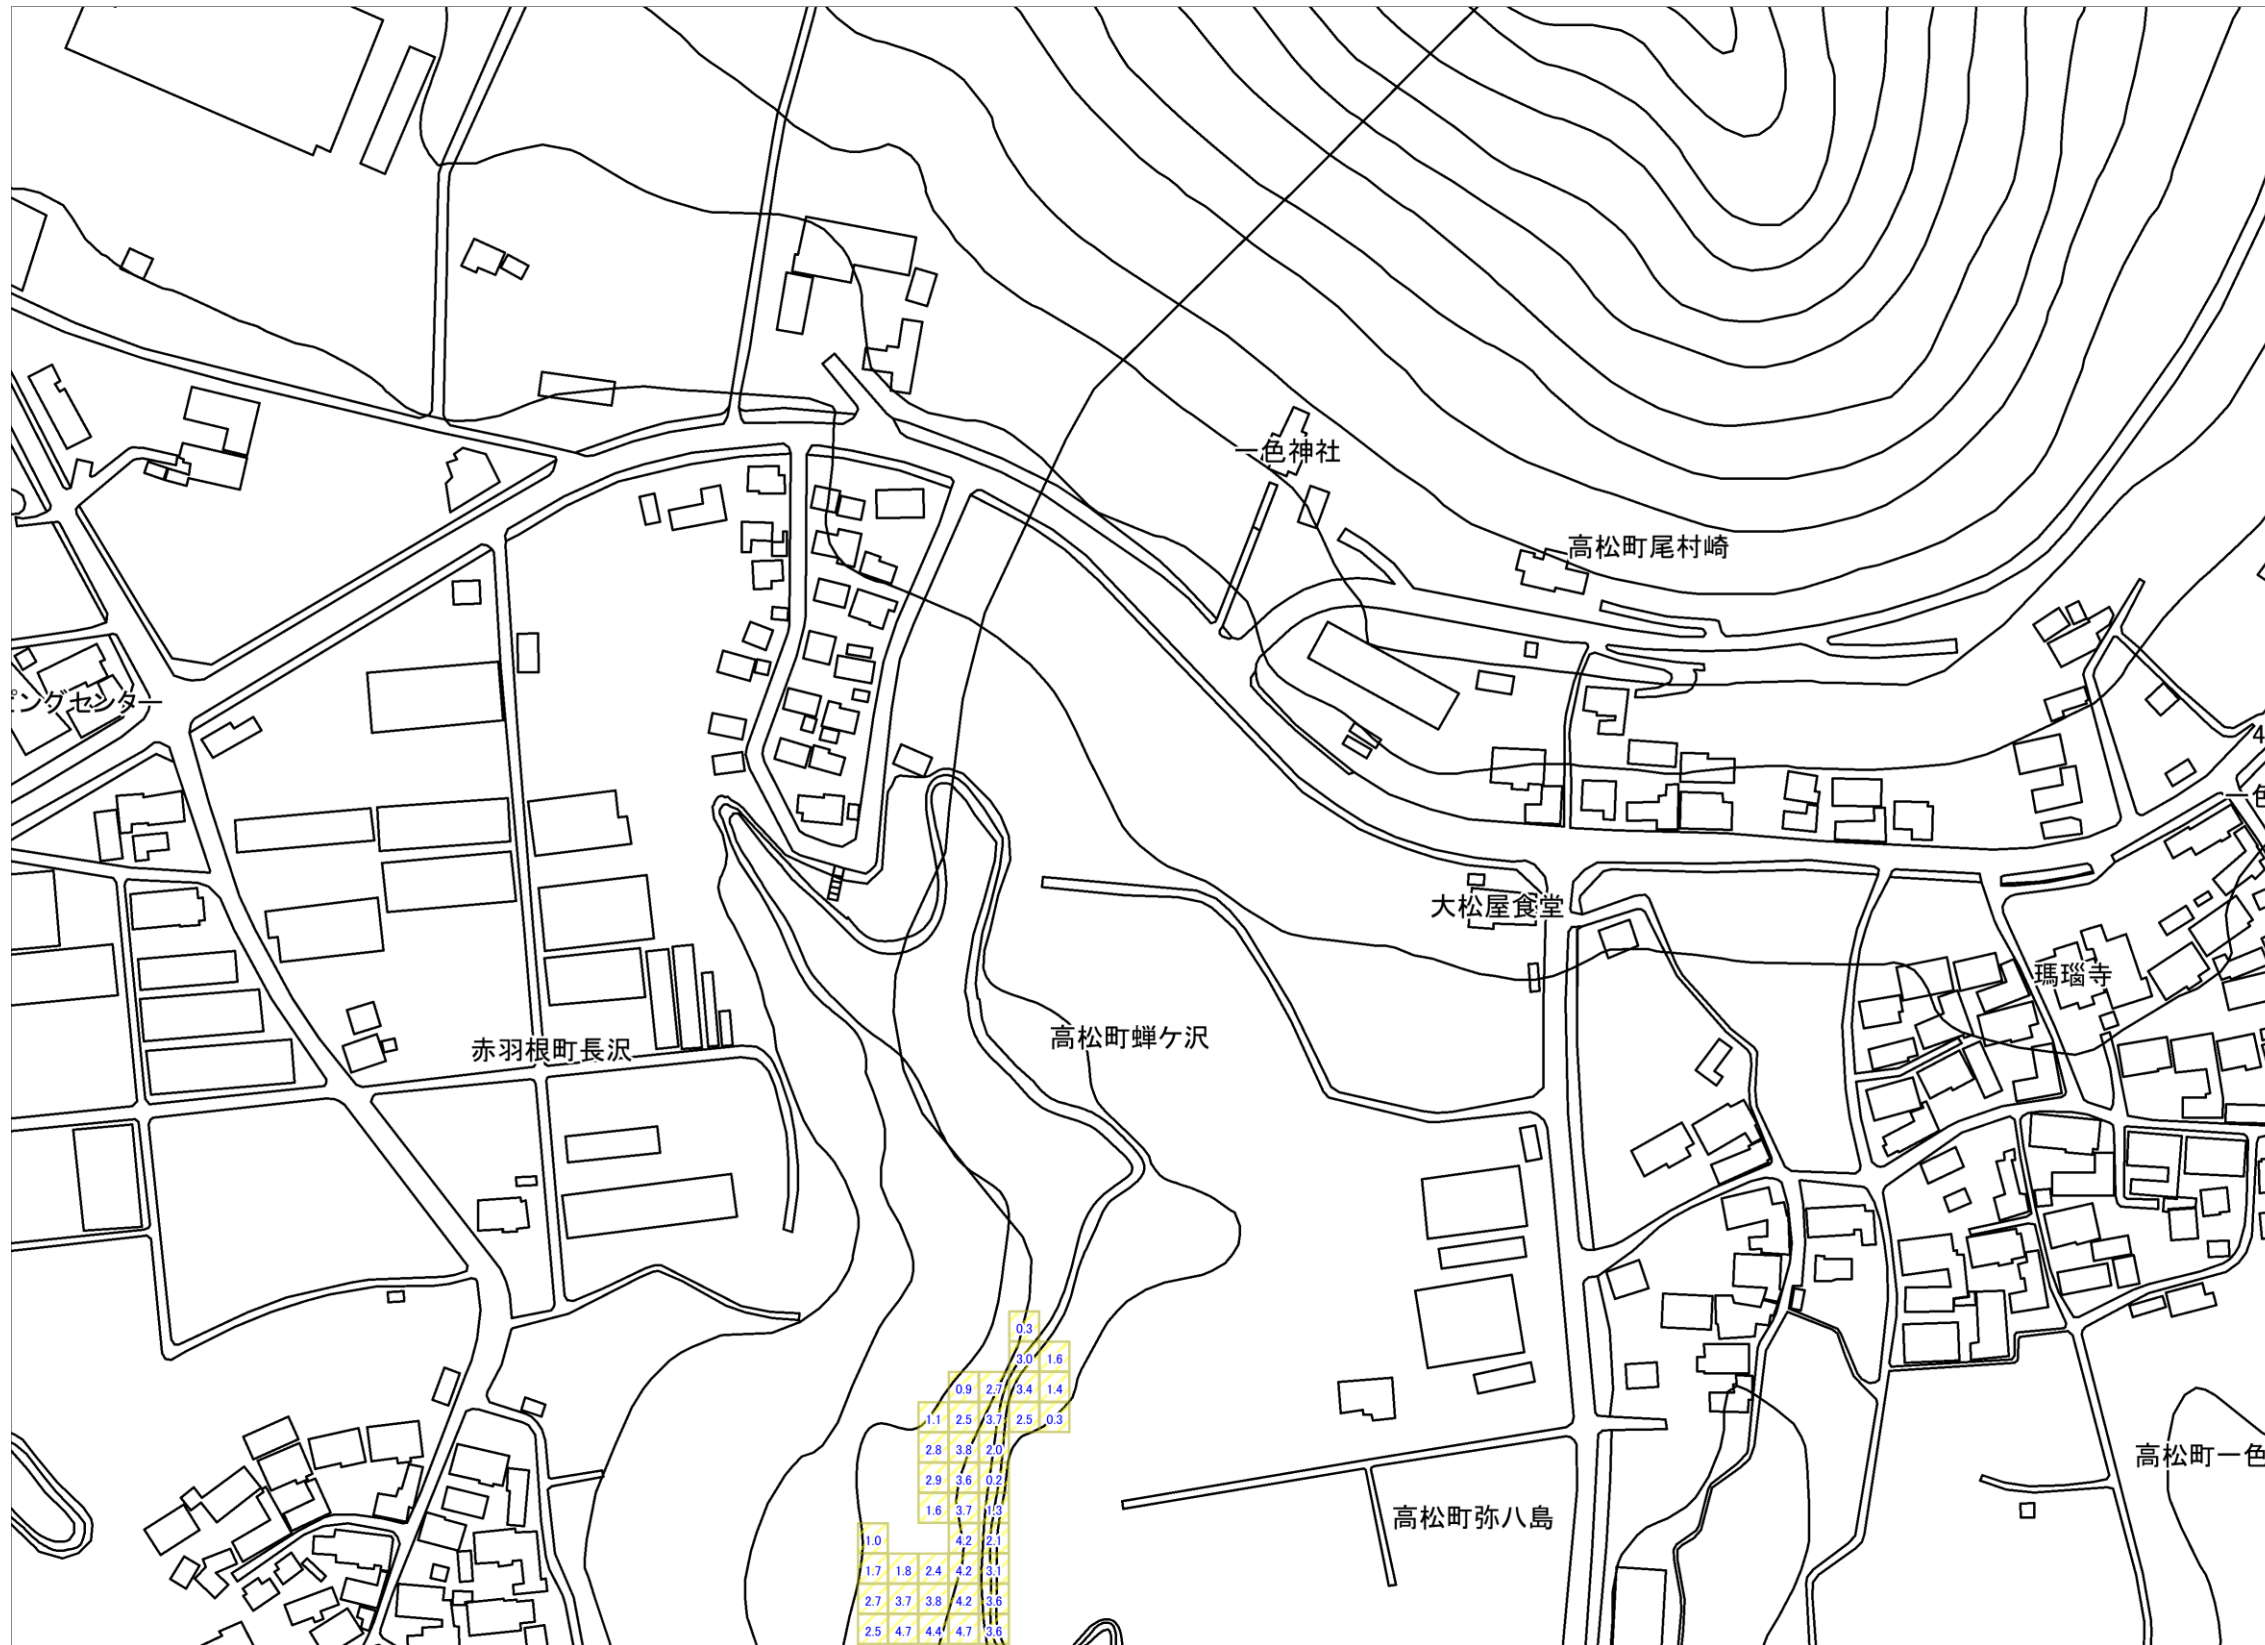 一色神社
高松町尾村崎
ピングセンター
4
一色
大松屋食堂
瑪瑙寺
高松町蝉ケ沢
赤羽根町長沢
0.3
3.0 1.6
0.9 2.7 3.4 1.4
1.1 2.5 3.7 2.5 0.3
2.8 3.8 2.0
高松町一色
2.9 3.6 0.2
1.6 3.7 1.3
高松町弥八島
1.0 4.2 2.1
1.7 1.8 2.4 4.2 3.1
2.7 3.7 3.8 4.2 3.6
2.5 4.7 4.4 4.7 3.6